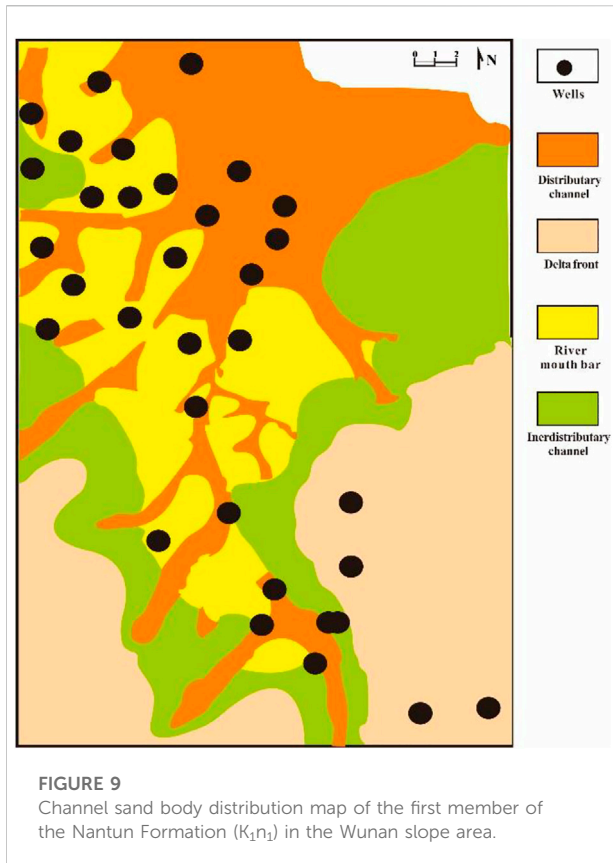 0 1 2 N
Wells
Distributary
channel
Delta front
River
mouth bar
Inerdistributary
channel
FIGURE 9
Channel sand body distribution map of the first member of
the Nantun Formation (K₁n₁) in the Wunan slope area.